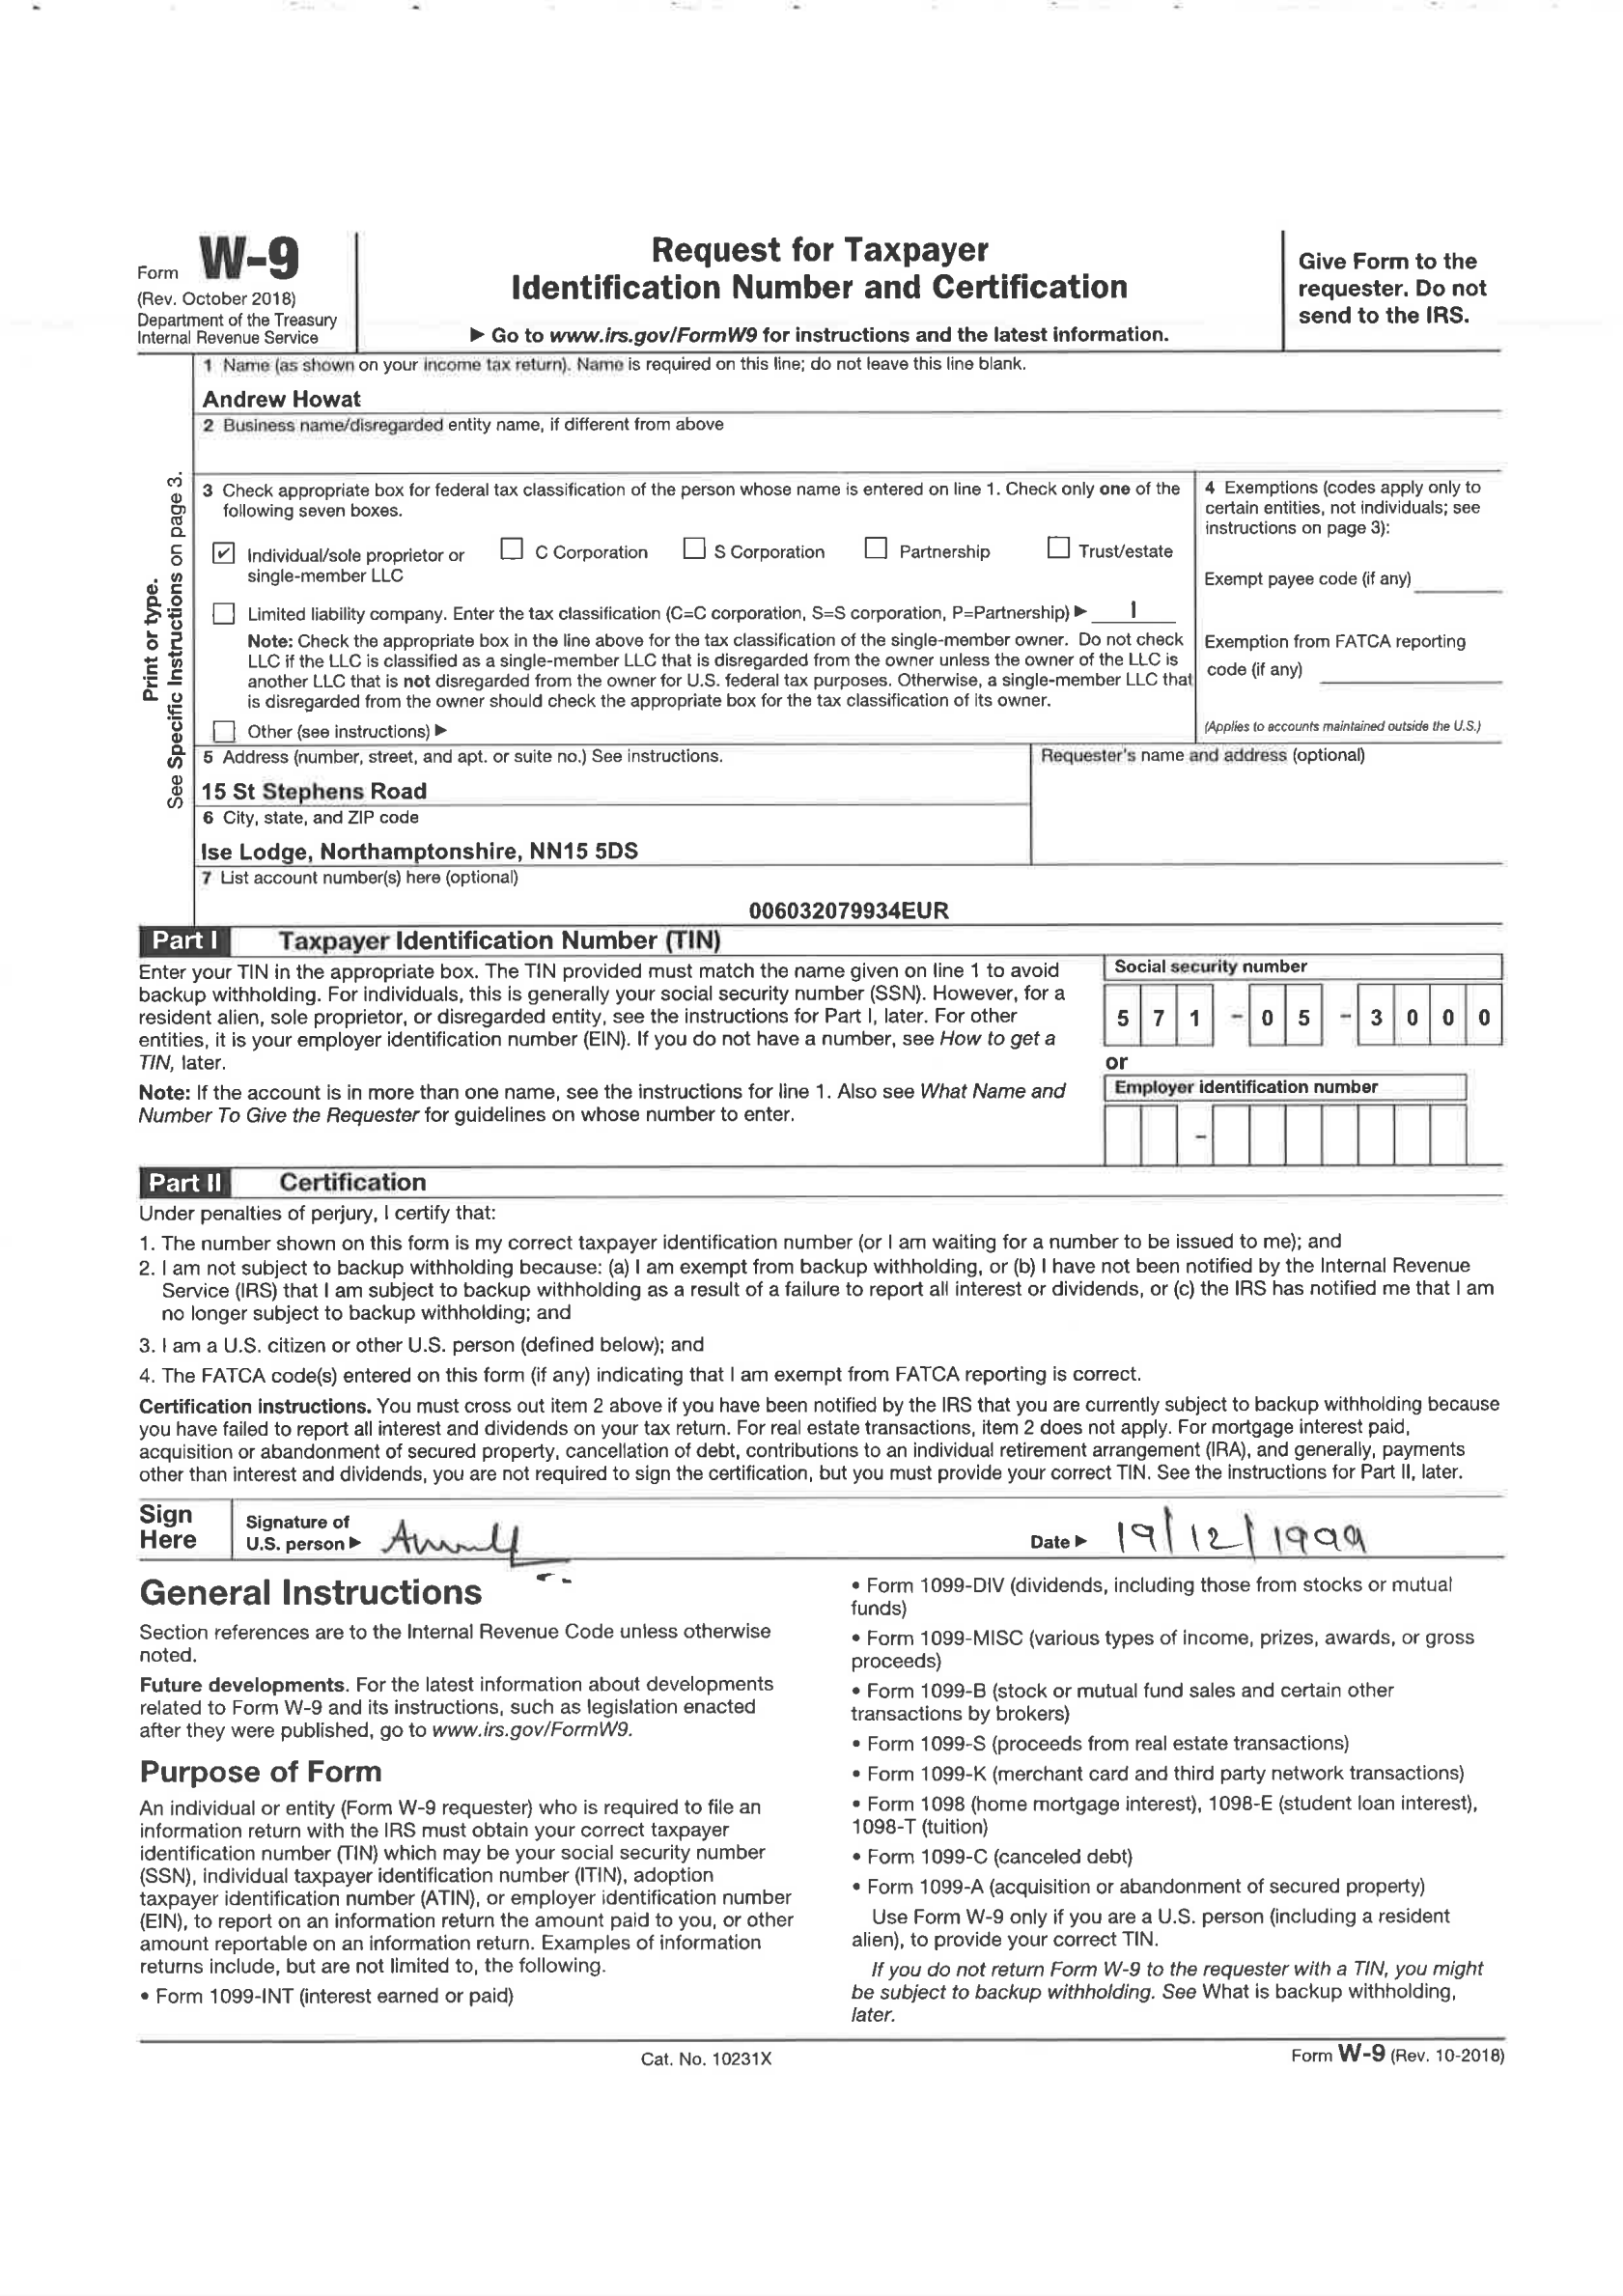 Form W-9
(Rev. October 2018)
Department of the Treasury
Internal Revenue Service
Request for Taxpayer
Identification Number and Certification
▶ Go to www.irs.gov/FormW9 for instructions and the latest information.
Give Form to the
requester. Do not
send to the IRS.
Print or type.
See Specific Instructions on page 3.
1 Name (as shown on your income tax return). Name is required on this line; do not leave this line blank.
Andrew Howat
2 Business name/disregarded entity name, if different from above
3 Check appropriate box for federal tax classification of the person whose name is entered on line 1. Check only one of the
following seven boxes.
Individual/sole proprietor or
single-member LLC
C Corporation
S Corporation
Partnership
Trust/estate
Limited liability company. Enter the tax classification (C=C corporation, S=S corporation, P=Partnership) ▶ I
Note: Check the appropriate box in the line above for the tax classification of the single-member owner. Do not check
LLC if the LLC is classified as a single-member LLC that is disregarded from the owner unless the owner of the LLC is
another LLC that is not disregarded from the owner for U.S. federal tax purposes. Otherwise, a single-member LLC that
is disregarded from the owner should check the appropriate box for the tax classification of its owner.
Other (see instructions) ▶
4 Exemptions (codes apply only to
certain entities, not individuals; see
instructions on page 3):
Exempt payee code (if any)
Exemption from FATCA reporting
code (if any)
(Applies to accounts maintained outside the U.S.)
5 Address (number, street, and apt. or suite no.) See instructions.
15 St Stephens Road
6 City, state, and ZIP code
Ise Lodge, Northamptonshire, NN15 5DS
Requester's name and address (optional)
7 List account number(s) here (optional)
006032079934EUR
Part I Taxpayer Identification Number (TIN)
Enter your TIN in the appropriate box. The TIN provided must match the name given on line 1 to avoid
backup withholding. For individuals, this is generally your social security number (SSN). However, for a
resident alien, sole proprietor, or disregarded entity, see the instructions for Part I, later. For other
entities, it is your employer identification number (EIN). If you do not have a number, see How to get a
TIN, later.
Note: If the account is in more than one name, see the instructions for line 1. Also see What Name and
Number To Give the Requester for guidelines on whose number to enter.
Social security number
5 7 1 - 0 5 - 3 0 0 0
or
Employer identification number
-
Part II Certification
Under penalties of perjury, I certify that:
1. The number shown on this form is my correct taxpayer identification number (or I am waiting for a number to be issued to me); and
2. I am not subject to backup withholding because: (a) I am exempt from backup withholding, or (b) I have not been notified by the Internal Revenue
Service (IRS) that I am subject to backup withholding as a result of a failure to report all interest or dividends, or (c) the IRS has notified me that I am
no longer subject to backup withholding; and
3. I am a U.S. citizen or other U.S. person (defined below); and
4. The FATCA code(s) entered on this form (if any) indicating that I am exempt from FATCA reporting is correct.
Certification instructions. You must cross out item 2 above if you have been notified by the IRS that you are currently subject to backup withholding because
you have failed to report all interest and dividends on your tax return. For real estate transactions, item 2 does not apply. For mortgage interest paid,
acquisition or abandonment of secured property, cancellation of debt, contributions to an individual retirement arrangement (IRA), and generally, payments
other than interest and dividends, you are not required to sign the certification, but you must provide your correct TIN. See the instructions for Part II, later.
Sign
Here
Signature of
U.S. person ▶
Date ▶ 19/12/1999
General Instructions
Section references are to the Internal Revenue Code unless otherwise
noted.
Future developments. For the latest information about developments
related to Form W-9 and its instructions, such as legislation enacted
after they were published, go to www.irs.gov/FormW9.
Purpose of Form
An individual or entity (Form W-9 requester) who is required to file an
information return with the IRS must obtain your correct taxpayer
identification number (TIN) which may be your social security number
(SSN), individual taxpayer identification number (ITIN), adoption
taxpayer identification number (ATIN), or employer identification number
(EIN), to report on an information return the amount paid to you, or other
amount reportable on an information return. Examples of information
returns include, but are not limited to, the following.
• Form 1099-INT (interest earned or paid)
• Form 1099-DIV (dividends, including those from stocks or mutual
funds)
• Form 1099-MISC (various types of income, prizes, awards, or gross
proceeds)
• Form 1099-B (stock or mutual fund sales and certain other
transactions by brokers)
• Form 1099-S (proceeds from real estate transactions)
• Form 1099-K (merchant card and third party network transactions)
• Form 1098 (home mortgage interest), 1098-E (student loan interest),
1098-T (tuition)
• Form 1099-C (canceled debt)
• Form 1099-A (acquisition or abandonment of secured property)
Use Form W-9 only if you are a U.S. person (including a resident
alien), to provide your correct TIN.
If you do not return Form W-9 to the requester with a TIN, you might
be subject to backup withholding. See What is backup withholding,
later.
Cat. No. 10231X
Form W-9 (Rev. 10-2018)